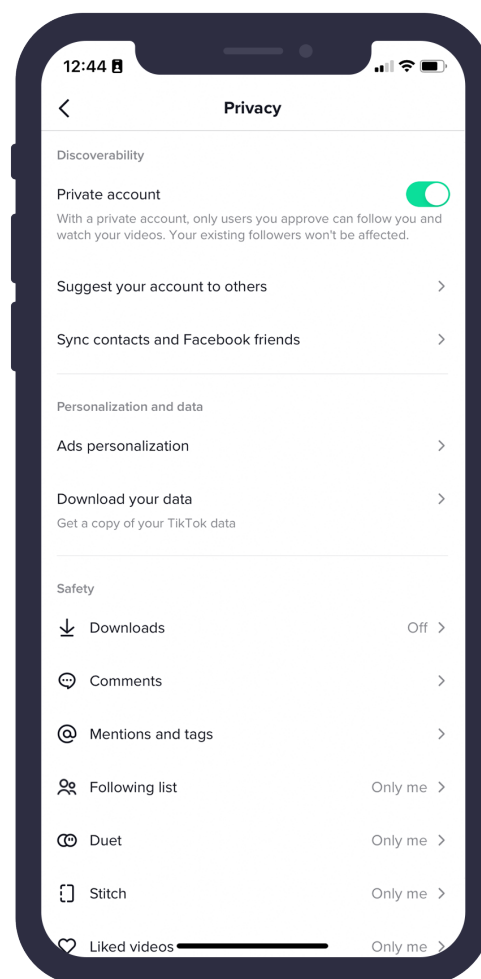 12:44
Privacy
Discoverability
Private account
With a private account, only users you approve can follow you and
watch your videos. Your existing followers won't be affected.
Suggest your account to others
Sync contacts and Facebook friends
Personalization and data
Ads personalization
Download your data
Get a copy of your TikTok data
Safety
Downloads Off
Comments
Mentions and tags
Following list Only me
Duet Only me
Stitch Only me
Liked videos Only me